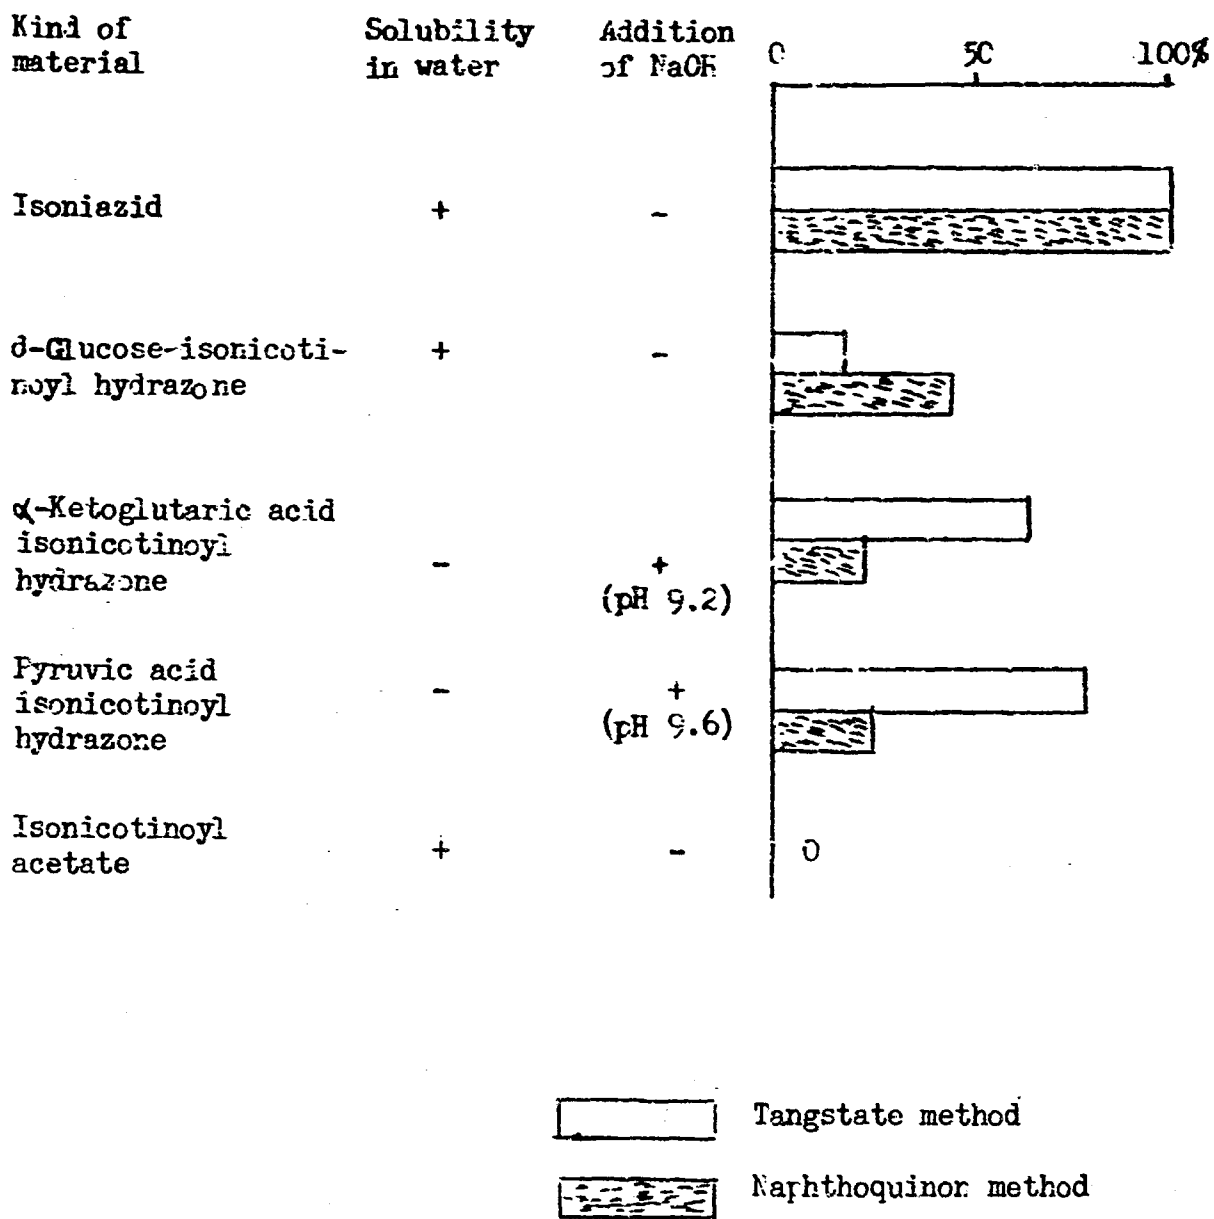 Kind of material
Solubility in water
Addition of NaOH
0 50 100%
Isoniazid + -
d-Glucose-isonicoti-
noyl hydrazone + -
α-Ketoglutaric acid
isonicotinoyl
hydrazone - +
(pH 9.2)
Pyruvic acid
isonicotinoyl - +
hydrazone (pH 9.6)
Isonicotinoyl
acetate + - 0
Tangstate method
Naphthoquinon method